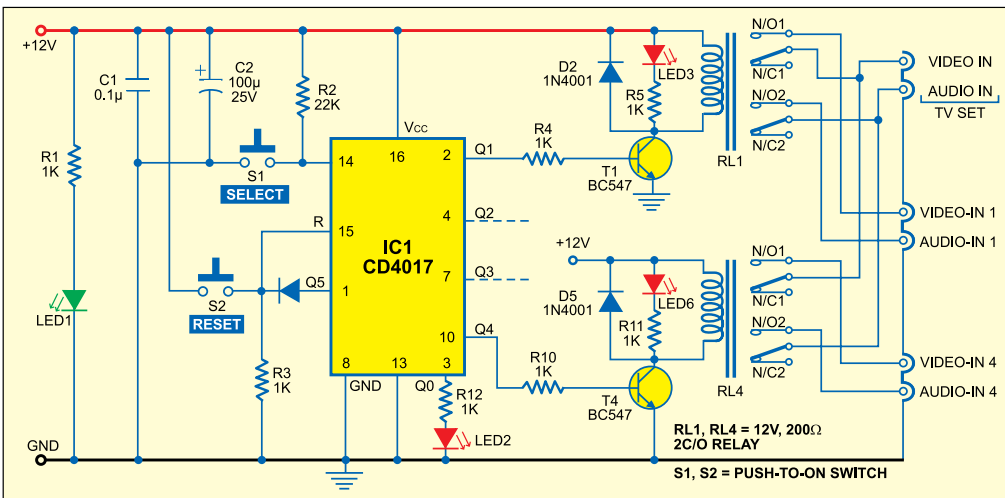 +12V
C1
0.1µ
C2
100µ
25V
+
R2
22K
R1
1K
S1
SELECT
VCC
14
16
2
Q1
R4
1K
D2
1N4001
LED3
R5
1K
T1
BC547
RL1
N/O1
N/C1
N/O2
N/C2
VIDEO IN
AUDIO IN
TV SET
R
15
IC1
CD4017
4
Q2
7
Q3
S2
RESET
Q5
1
10
Q4
LED1
R3
1K
8
GND
13
3
Q0
R12
1K
LED2
R10
1K
+12V
D5
1N4001
LED6
R11
1K
T4
BC547
RL4
N/O1
N/C1
N/O2
N/C2
VIDEO-IN 1
AUDIO-IN 1
VIDEO-IN 4
AUDIO-IN 4
GND
RL1, RL4 = 12V, 200Ω
2C/O RELAY
S1, S2 = PUSH-TO-ON SWITCH